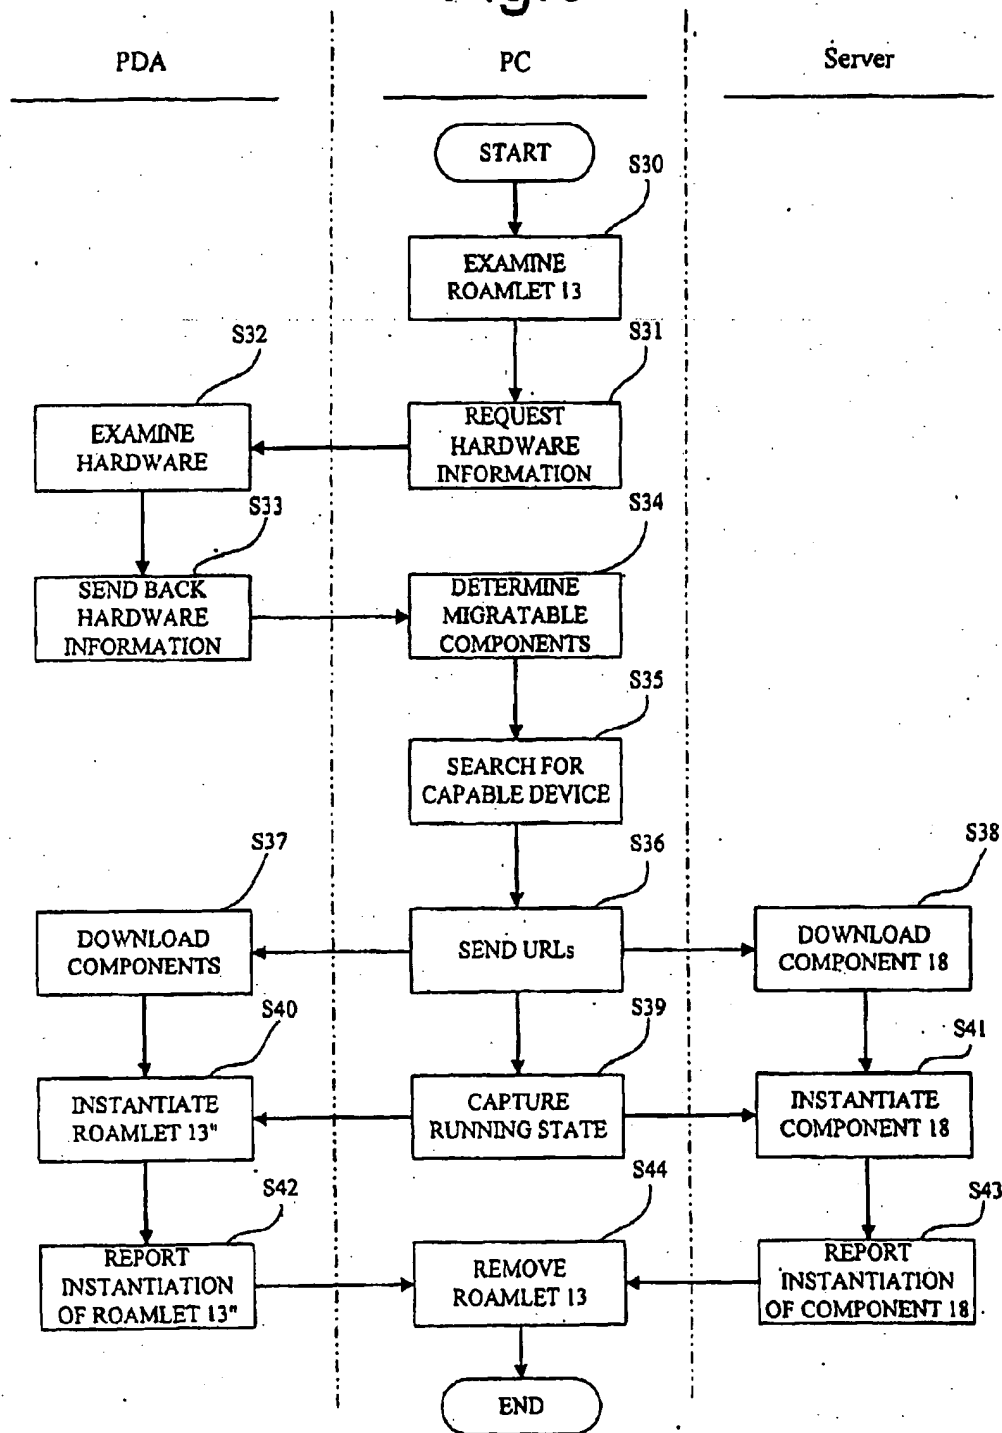 PDA
PC
Server
START
S30
EXAMINE
ROAMLET 13
S31
REQUEST
HARDWARE
INFORMATION
S32
EXAMINE
HARDWARE
S33
SEND BACK
HARDWARE
INFORMATION
S34
DETERMINE
MIGRATABLE
COMPONENTS
S35
SEARCH FOR
CAPABLE DEVICE
S36
SEND URLs
S37
DOWNLOAD
COMPONENTS
S38
DOWNLOAD
COMPONENT 18
S39
CAPTURE
RUNNING STATE
S40
INSTANTIATE
ROAMLET 13"
S41
INSTANTIATE
COMPONENT 18
S42
REPORT
INSTANTIATION
OF ROAMLET 13"
S43
REPORT
INSTANTIATION
OF COMPONENT 18
S44
REMOVE
ROAMLET 13
END